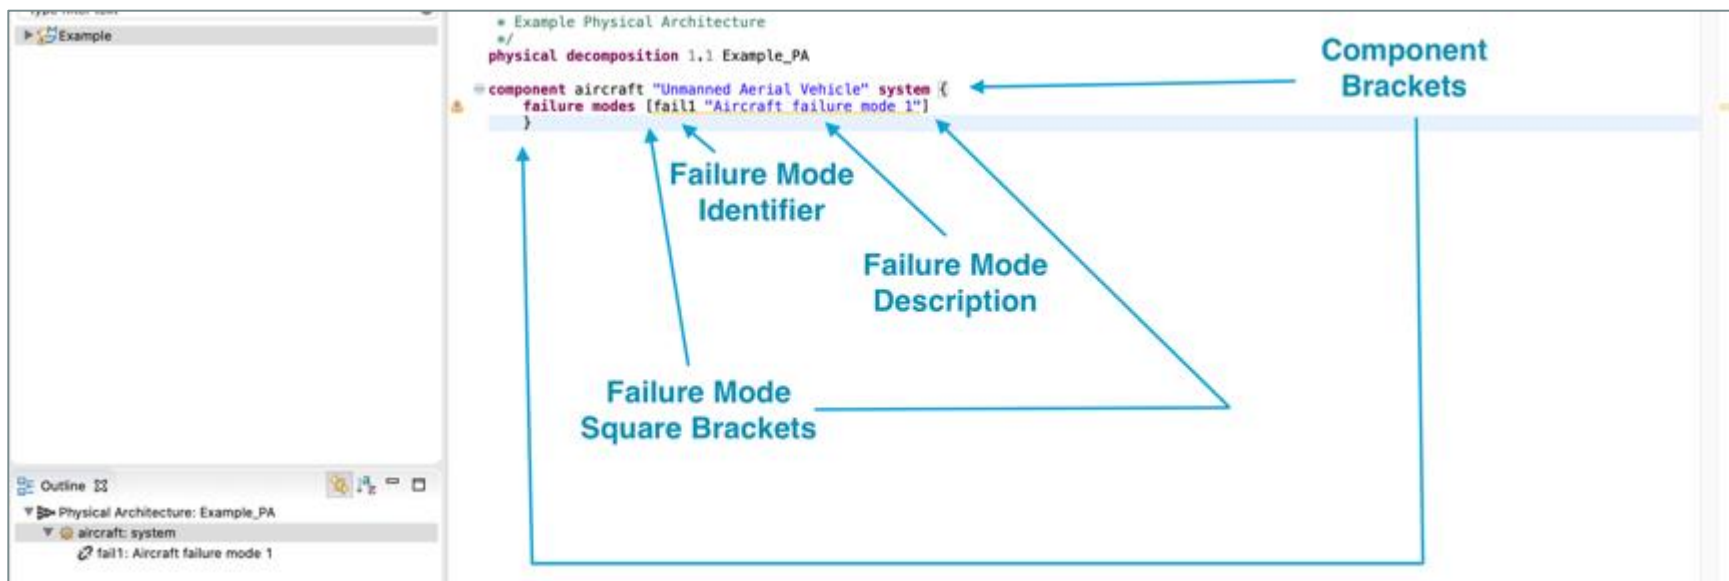 Example
* Example Physical Architecture
*/
physical decomposition 1.1 Example_PA
component aircraft "Unmanned Aerial Vehicle" system {
failure modes [fail1 "Aircraft failure mode 1"]
}
Component
Brackets
Failure Mode
Identifier
Failure Mode
Description
Failure Mode
Square Brackets
Outline
Physical Architecture: Example_PA
aircraft: system
fail1: Aircraft failure mode 1